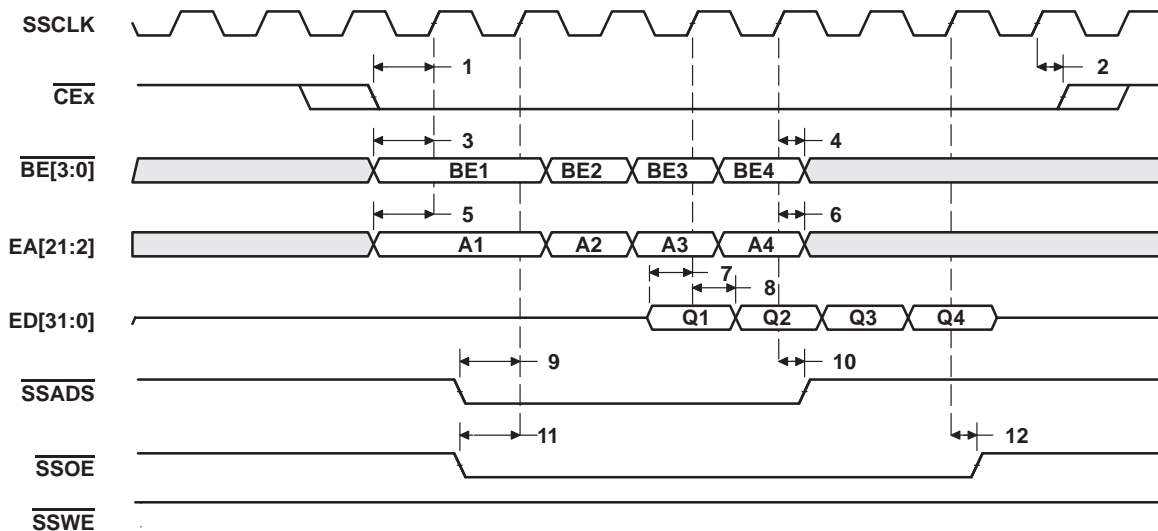 SSCLK
1 2
CEx
3 4
BE[3:0] BE1 BE2 BE3 BE4
5 6
EA[21:2] A1 A2 A3 A4
7 8
ED[31:0] Q1 Q2 Q3 Q4
9 10
SSADS
11 12
SSOE
SSWE